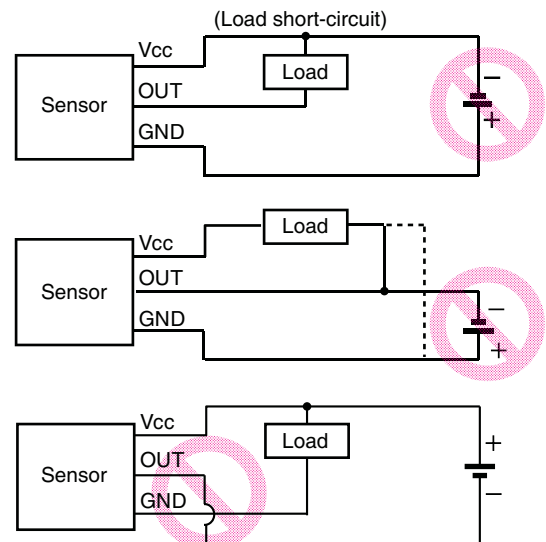 (Load short-circuit)
Vcc
Load
−
Sensor
OUT
+
GND
Load
Vcc
Sensor
OUT
−
GND
+
Vcc
Load
+
Sensor
OUT
−
GND